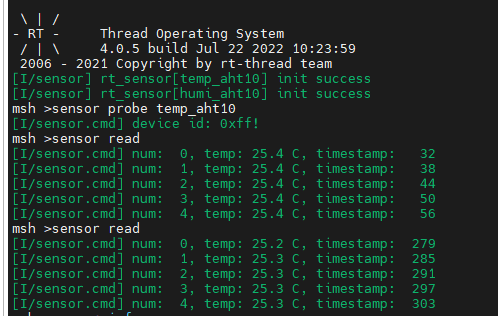 \ | /
- RT -     Thread Operating System
 / | \     4.0.5 build Jul 22 2022 10:23:59
 2006 - 2021 Copyright by rt-thread team
[I/sensor] rt_sensor[temp_aht10] init success
[I/sensor] rt_sensor[humi_aht10] init success
msh >sensor probe temp_aht10
[I/sensor.cmd] device id: 0xff!
msh >sensor read
[I/sensor.cmd] num:  0, temp: 25.4 C, timestamp:   32
[I/sensor.cmd] num:  1, temp: 25.4 C, timestamp:   38
[I/sensor.cmd] num:  2, temp: 25.4 C, timestamp:   44
[I/sensor.cmd] num:  3, temp: 25.4 C, timestamp:   50
[I/sensor.cmd] num:  4, temp: 25.4 C, timestamp:   56
msh >sensor read
[I/sensor.cmd] num:  0, temp: 25.2 C, timestamp:  279
[I/sensor.cmd] num:  1, temp: 25.3 C, timestamp:  285
[I/sensor.cmd] num:  2, temp: 25.3 C, timestamp:  291
[I/sensor.cmd] num:  3, temp: 25.3 C, timestamp:  297
[I/sensor.cmd] num:  4, temp: 25.3 C, timestamp:  303